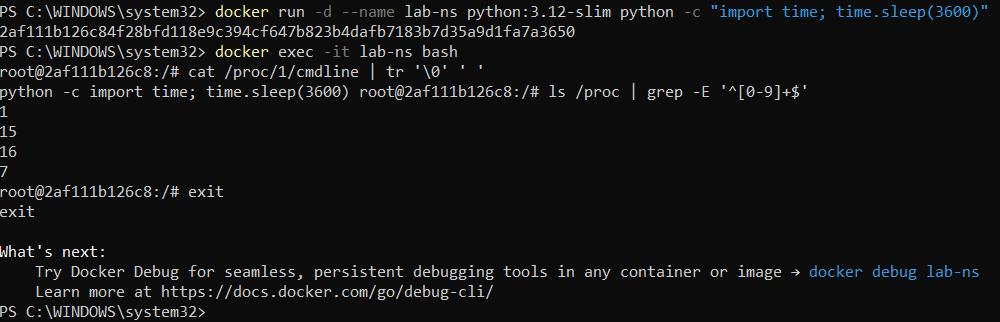 PS C:\WINDOWS\system32> docker run -d --name lab-ns python:3.12-slim python -c "import time; time.sleep(3600)"
2af111b126c84f28bfd118e9c394cf647b823b4dafb7183b7d35a9d1fa7a3650
PS C:\WINDOWS\system32> docker exec -it lab-ns bash
root@2af111b126c8:/# cat /proc/1/cmdline | tr '\0' ' '
python -c import time; time.sleep(3600) root@2af111b126c8:/# ls /proc | grep -E '^[0-9]+$'
1
15
16
7
root@2af111b126c8:/# exit
exit

What's next:
    Try Docker Debug for seamless, persistent debugging tools in any container or image → docker debug lab-ns
    Learn more at https://docs.docker.com/go/debug-cli/
PS C:\WINDOWS\system32>